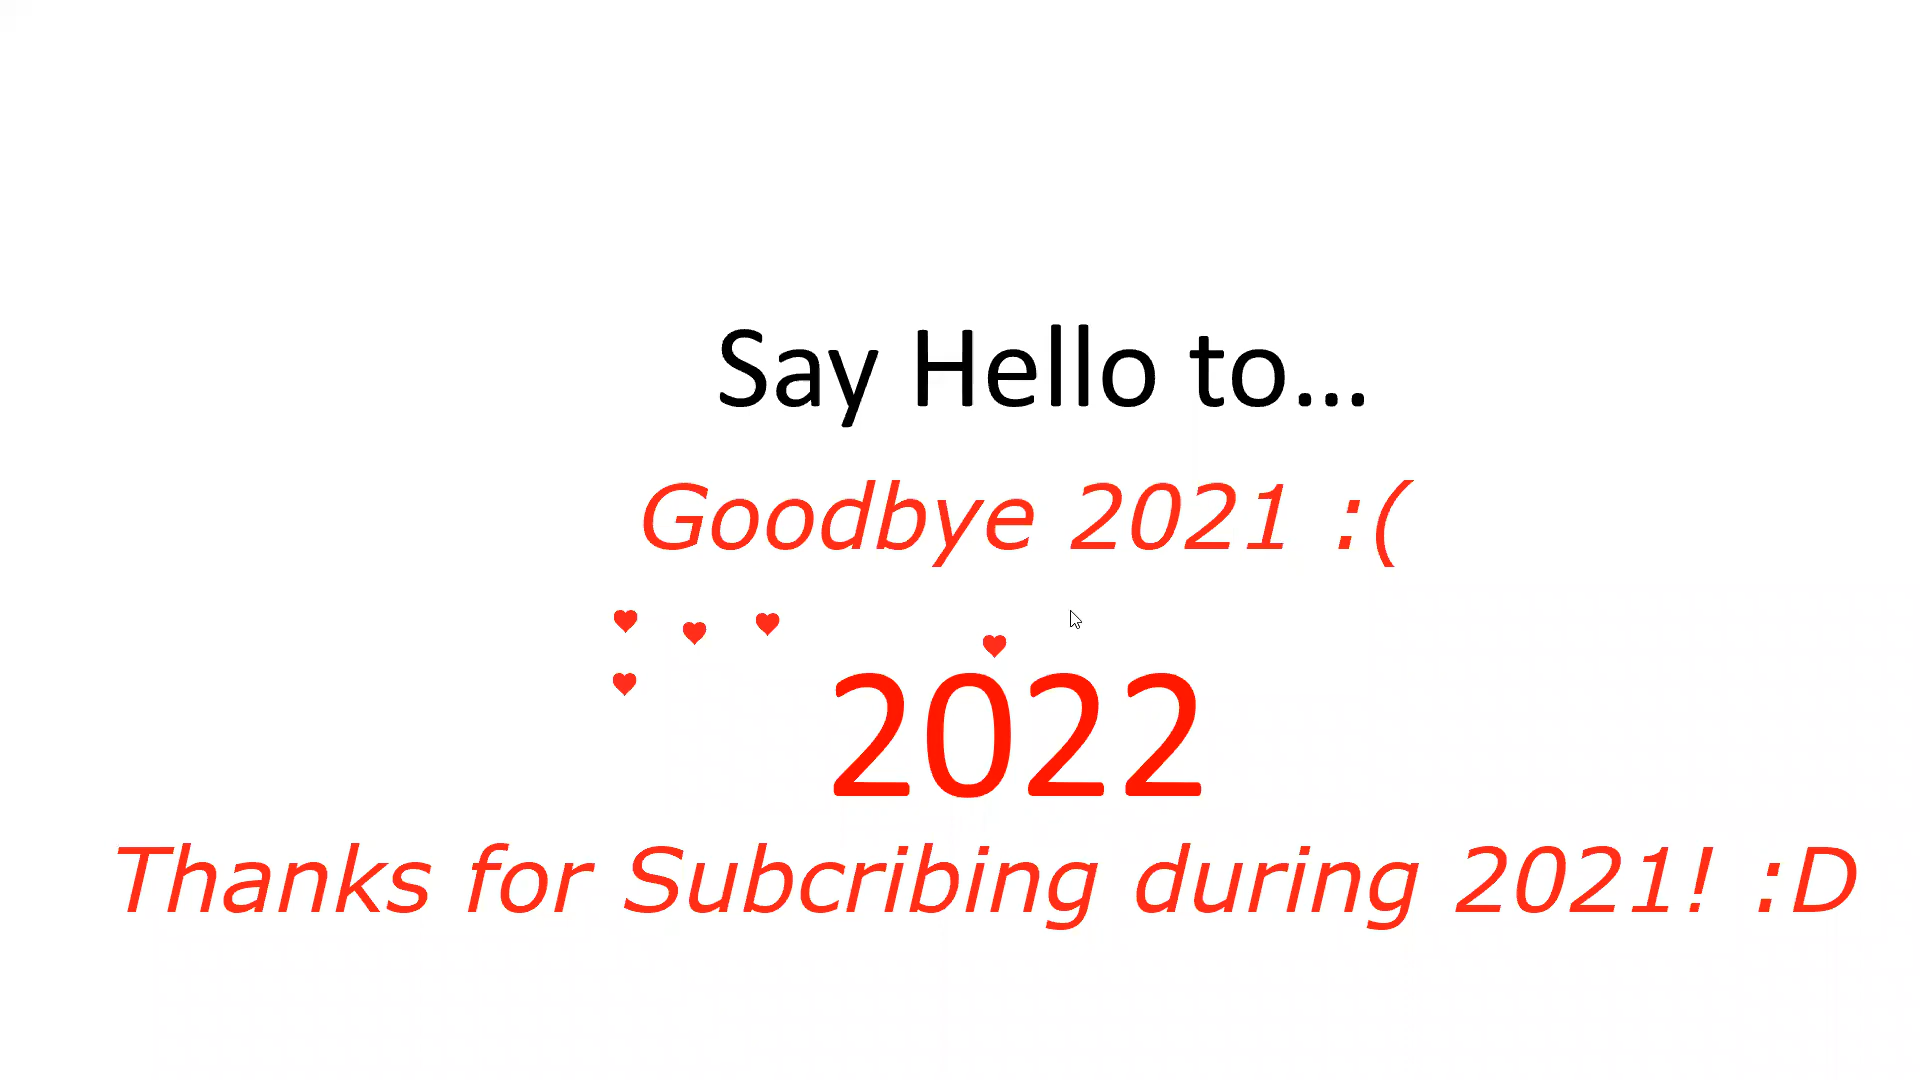 Say Hello to...
Goodbye 2021 :(
2022
Thanks for Subcribing during 2021! :D